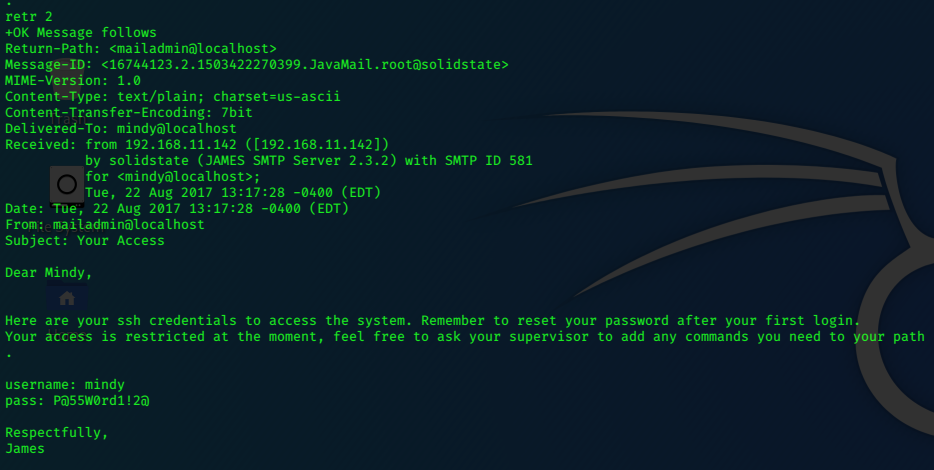 .
retr 2
+OK Message follows
Return-Path: <mailadmin@localhost>
Message-ID: <16744123.2.1503422270399.JavaMail.root@solidstate>
MIME-Version: 1.0
Content-Type: text/plain; charset=us-ascii
Content-Transfer-Encoding: 7bit
Delivered-To: mindy@localhost
Received: from 192.168.11.142 ([192.168.11.142])
          by solidstate (JAMES SMTP Server 2.3.2) with SMTP ID 581
          for <mindy@localhost>;
          Tue, 22 Aug 2017 13:17:28 -0400 (EDT)
Date: Tue, 22 Aug 2017 13:17:28 -0400 (EDT)
From: mailadmin@localhost
Subject: Your Access

Dear Mindy,


Here are your ssh credentials to access the system. Remember to reset your password after your first login.
Your access is restricted at the moment, feel free to ask your supervisor to add any commands you need to your path
.

username: mindy
pass: P@55W0rd1!2@

Respectfully,
James